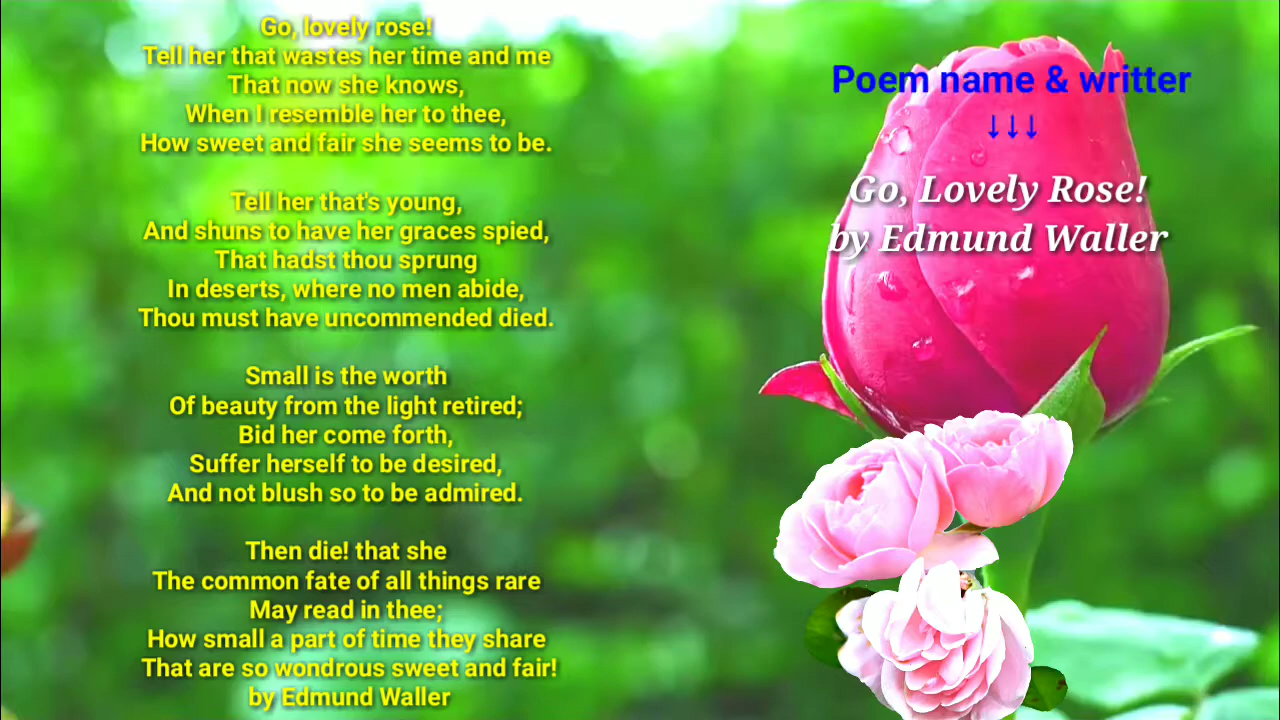 Go, lovely rose!
Tell her that wastes her time and me
That now she knows,
When I resemble her to thee,
How sweet and fair she seems to be.
Tell her that's young,
And shuns to have her graces spied,
That hadst thou sprung
In deserts, where no men abide,
Thou must have uncommended died.
Small is the worth
Of beauty from the light retired;
Bid her come forth,
Suffer herself to be desired,
And not blush so to be admired.
Then die! that she
The common fate of all things rare
May read in thee;
How small a part of time they share
That are so wondrous sweet and fair!
by Edmund Waller
Poem name & writter
↓↓↓
Go, Lovely Rose!
by Edmund Waller